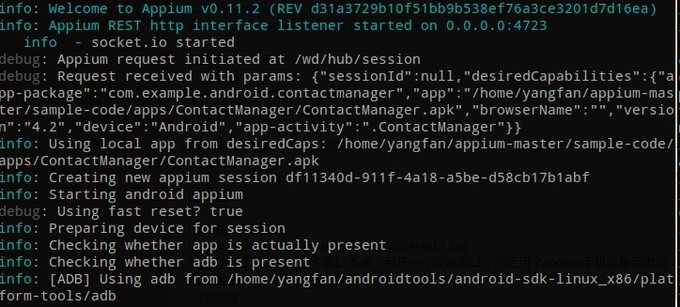 info: Welcome to Appium v0.11.2 (REV d31a3729b10f51bb9b538ef76a3ce3201d7d16ea)
info: Appium REST http interface listener started on 0.0.0.0:4723
info  - socket.io started
debug: Appium request initiated at /wd/hub/session
debug: Request received with params: {"sessionId":null,"desiredCapabilities":{"a
pp-package":"com.example.android.contactmanager","app":"/home/yangfan/appium-mas
ter/sample-code/apps/ContactManager/ContactManager.apk","browserName":"","versio
n":"4.2","device":"Android","app-activity":".ContactManager"}}
info: Using local app from desiredCaps: /home/yangfan/appium-master/sample-code/
apps/ContactManager/ContactManager.apk
info: Creating new appium session df11340d-911f-4a18-a5be-d58cb17b1abf
info: Starting android appium
debug: Using fast reset? true
info: Preparing device for session
info: Checking whether app is actually present
info: Checking whether adb is present
info: [ADB] Using adb from /home/yangfan/androidtools/android-sdk-linux_x86/plat
form-tools/adb